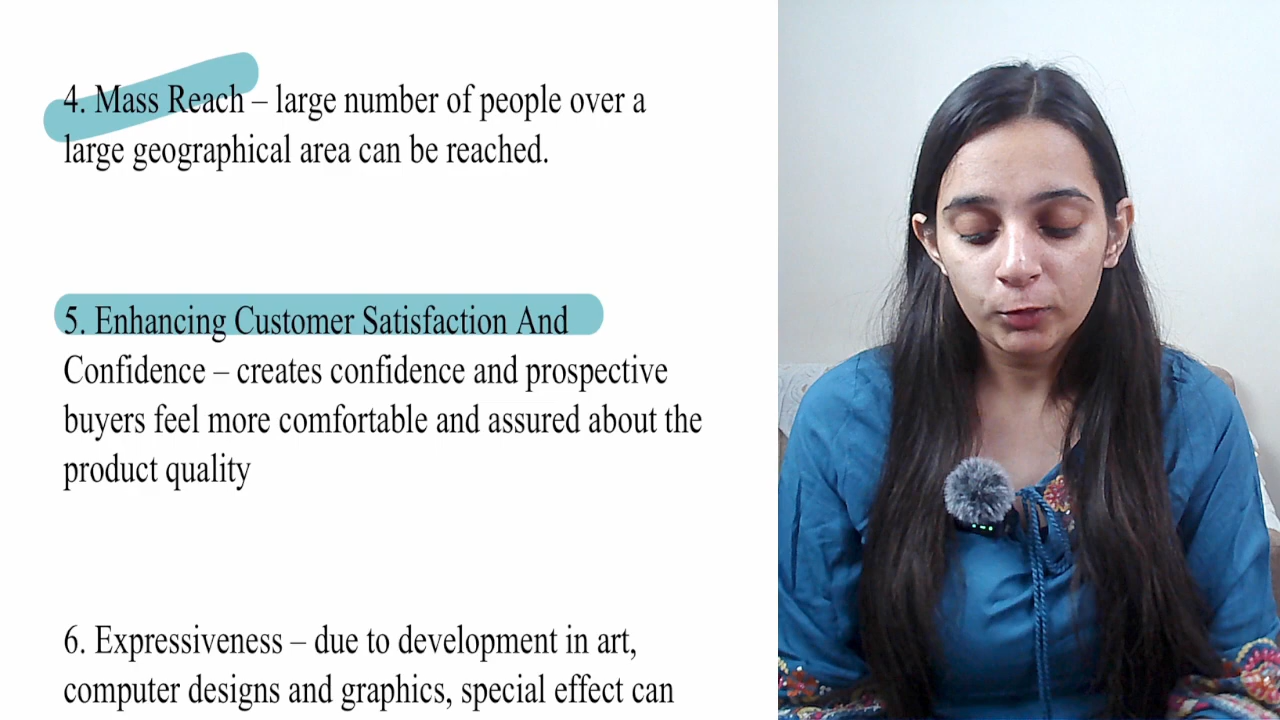 4. Mass Reach – large number of people over a
large geographical area can be reached.
5. Enhancing Customer Satisfaction And
Confidence – creates confidence and prospective
buyers feel more comfortable and assured about the
product quality
6. Expressiveness – due to development in art,
computer designs and graphics, special effect can